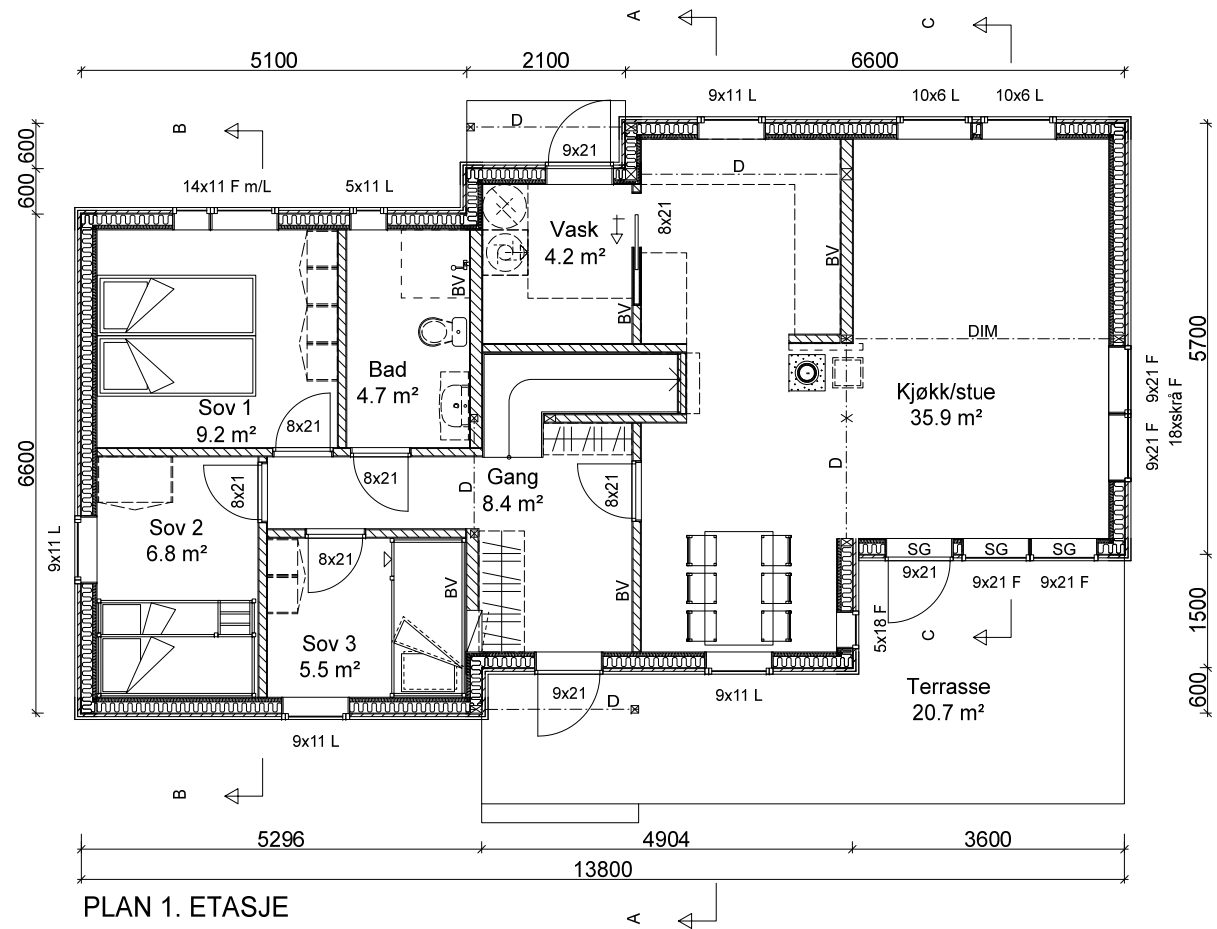 A
C
5100
2100
6600
B
14x11 F m/L
5x11 L
D
9x21
9x11 L
10x6 L
10x6 L
600
600
6600
D
Vask
4.2 m²
8x21
BV
BV
BV
5700
DIM
Sov 1
9.2 m²
8x21
Bad
4.7 m²
Kjøkk/stue
35.9 m²
9x21 F
9x21 F
18xskrå F
8x21
8x21
Gang
8.4 m²
D
8x21
D
Sov 2
6.8 m²
9x11 L
8x21
BV
BV
Sov 3
5.5 m²
SG
SG
SG
9x21
9x21 F
9x21 F
5x18 F
C
1500
600
9x21
D
9x11 L
Terrasse
20.7 m²
9x11 L
B
5296
4904
3600
13800
PLAN 1. ETASJE
A